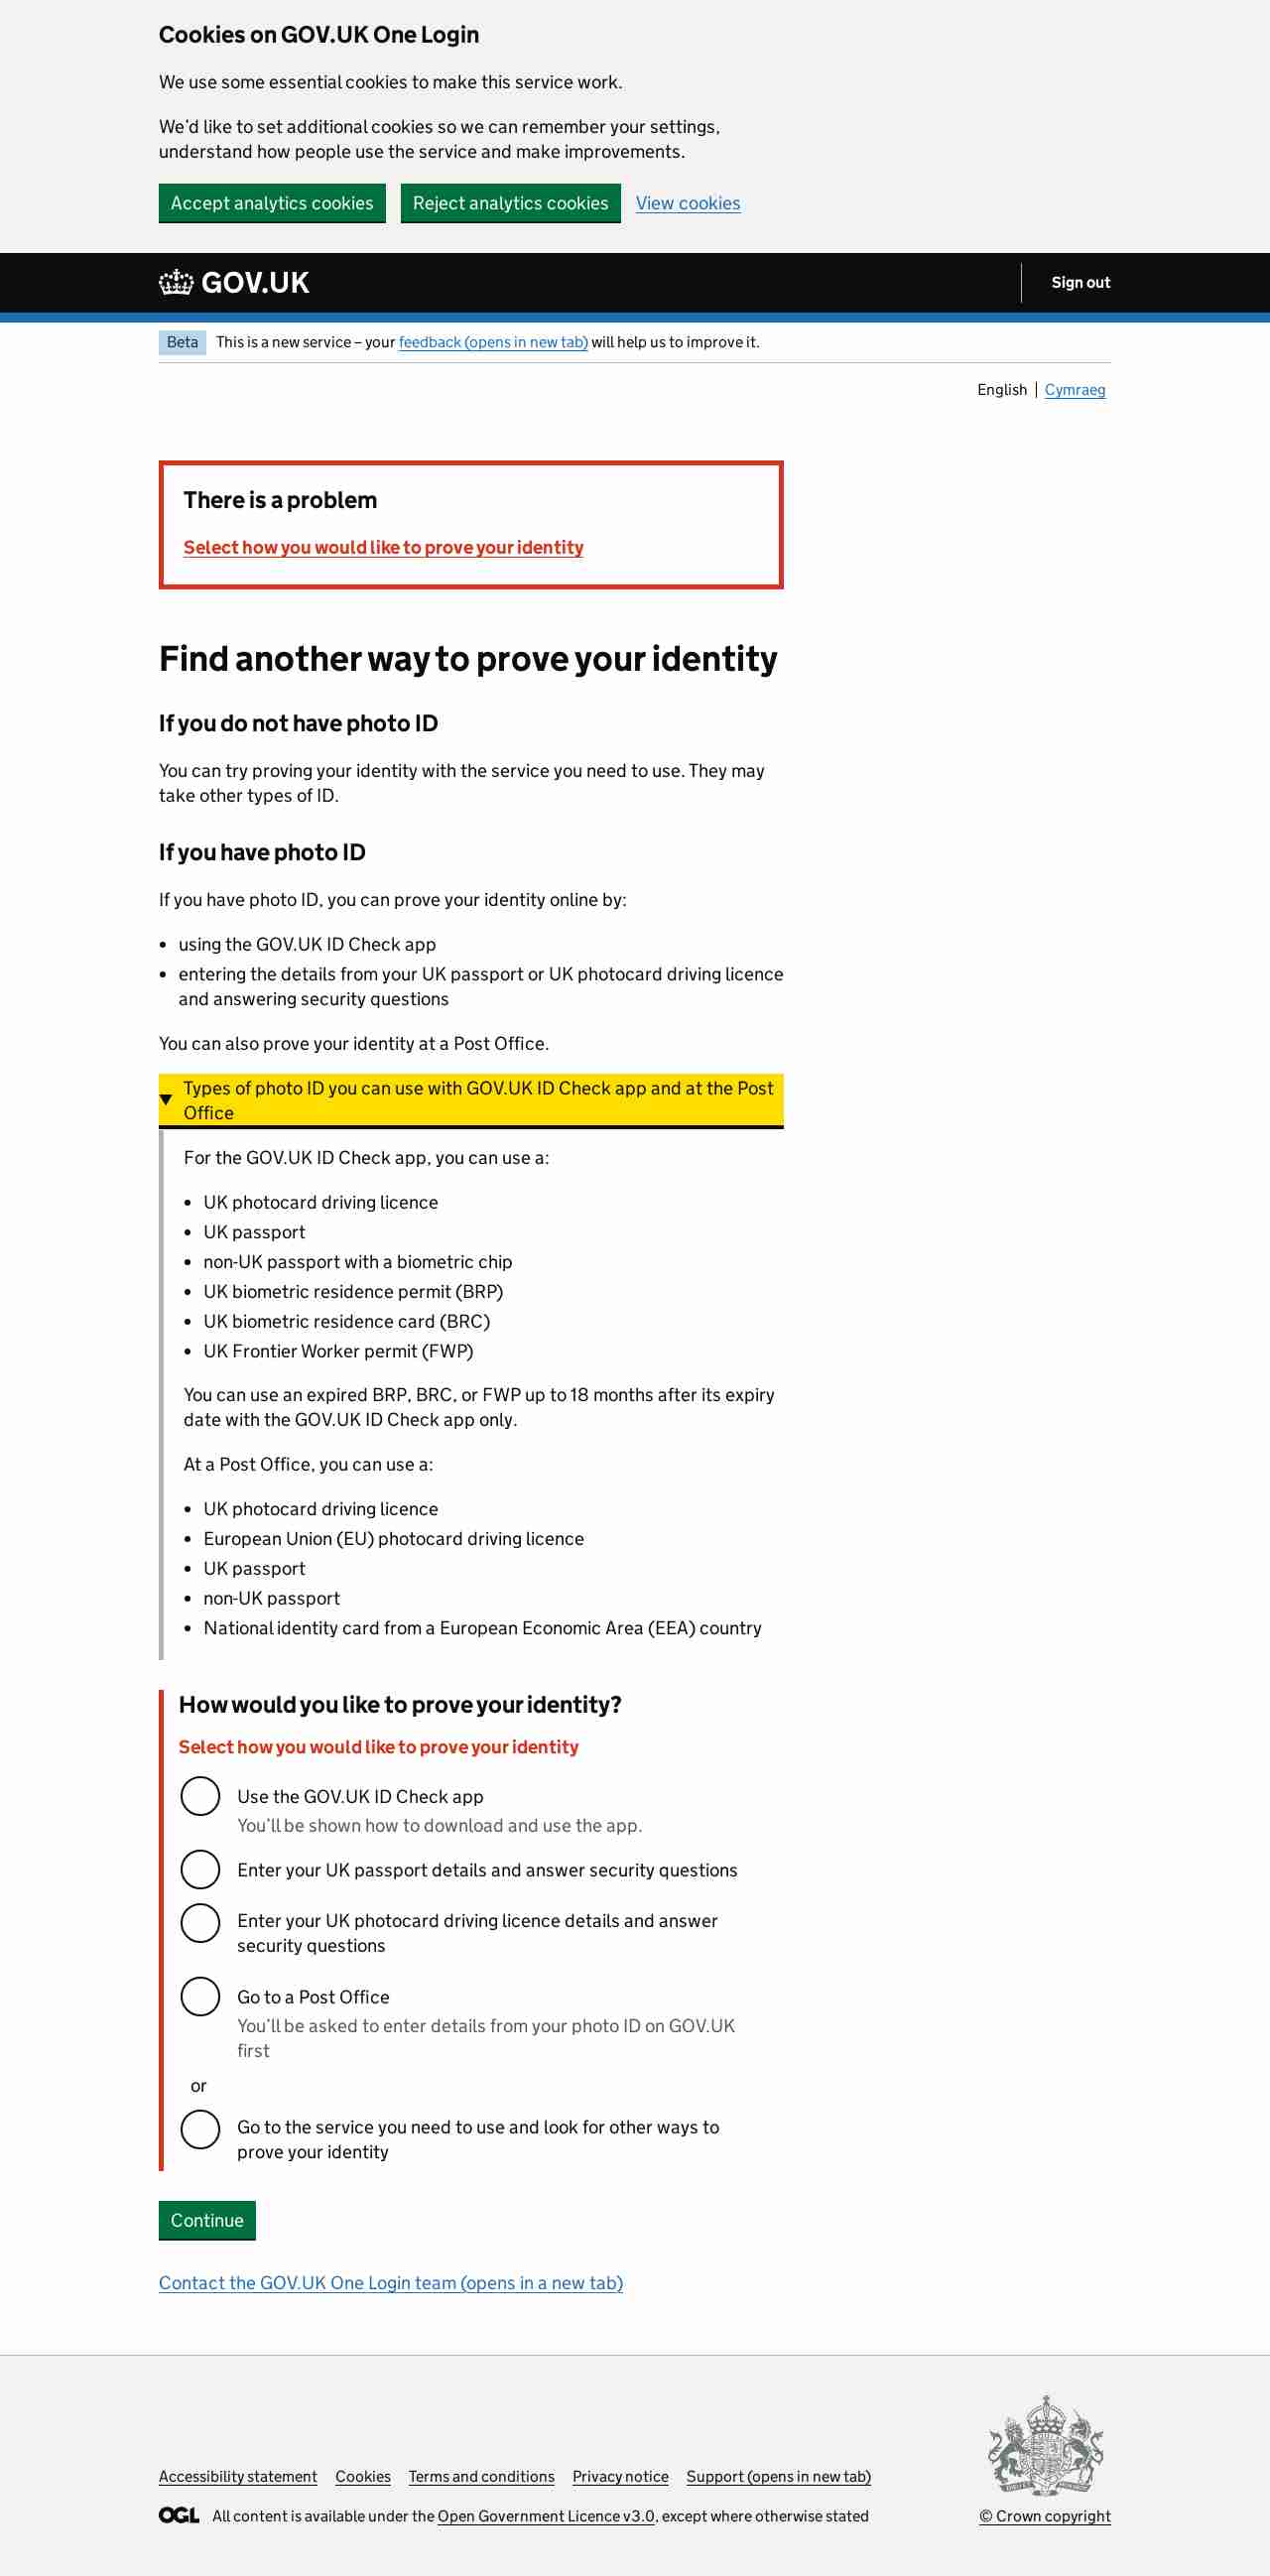 Cookies on GOV.UK One Login
We use some essential cookies to make this service work.
We’d like to set additional cookies so we can remember your settings,
understand how people use the service and make improvements.
Accept analytics cookies
Reject analytics cookies
View cookies
GOV.UK
Sign out
Beta This is a new service – your feedback (opens in new tab) will help us to improve it.
English Cymraeg
There is a problem
Select how you would like to prove your identity
Find another way to prove your identity
If you do not have photo ID
You can try proving your identity with the service you need to use. They may
take other types of ID.
If you have photo ID
If you have photo ID, you can prove your identity online by:
• using the GOV.UK ID Check app
• entering the details from your UK passport or UK photocard driving licence
and answering security questions
You can also prove your identity at a Post Office.
Types of photo ID you can use with GOV.UK ID Check app and at the Post
Office
For the GOV.UK ID Check app, you can use a:
• UK photocard driving licence
• UK passport
• non-UK passport with a biometric chip
• UK biometric residence permit (BRP)
• UK biometric residence card (BRC)
• UK Frontier Worker permit (FWP)
You can use an expired BRP, BRC, or FWP up to 18 months after its expiry
date with the GOV.UK ID Check app only.
At a Post Office, you can use a:
• UK photocard driving licence
• European Union (EU) photocard driving licence
• UK passport
• non-UK passport
• National identity card from a European Economic Area (EEA) country
How would you like to prove your identity?
Select how you would like to prove your identity
Use the GOV.UK ID Check app
You’ll be shown how to download and use the app.
Enter your UK passport details and answer security questions
Enter your UK photocard driving licence details and answer
security questions
Go to a Post Office
You’ll be asked to enter details from your photo ID on GOV.UK
first
or
Go to the service you need to use and look for other ways to
prove your identity
Continue
Contact the GOV.UK One Login team (opens in a new tab)
Accessibility statement Cookies Terms and conditions Privacy notice Support (opens in new tab)
OGL All content is available under the Open Government Licence v3.0, except where otherwise stated
© Crown copyright